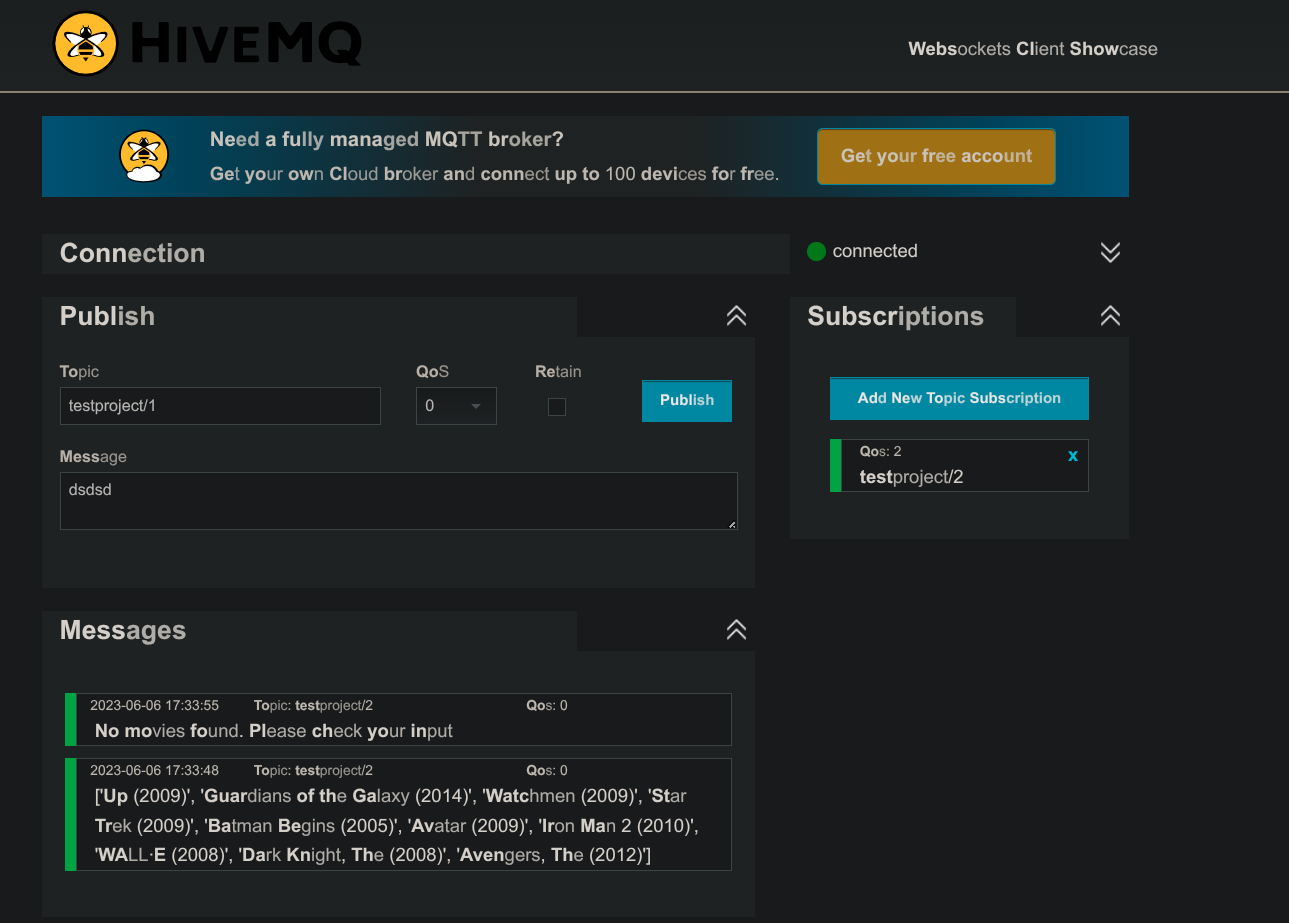 HIVEMQ
Websockets Client Showcase
Need a fully managed MQTT broker?
Get your own Cloud broker and connect up to 100 devices for free.
Get your free account
Connection
connected
Publish
Topic
QoS
Retain
testproject/1
0
Publish
Message
dsdsd
Subscriptions
Add New Topic Subscription
Qos: 2
x
testproject/2
Messages
2023-06-06 17:33:55 Topic: testproject/2 Qos: 0
No movies found. Please check your input
2023-06-06 17:33:48 Topic: testproject/2 Qos: 0
['Up (2009)', 'Guardians of the Galaxy (2014)', 'Watchmen (2009)', 'Star
Trek (2009)', 'Batman Begins (2005)', 'Avatar (2009)', 'Iron Man 2 (2010)',
'WALL·E (2008)', 'Dark Knight, The (2008)', 'Avengers, The (2012)']